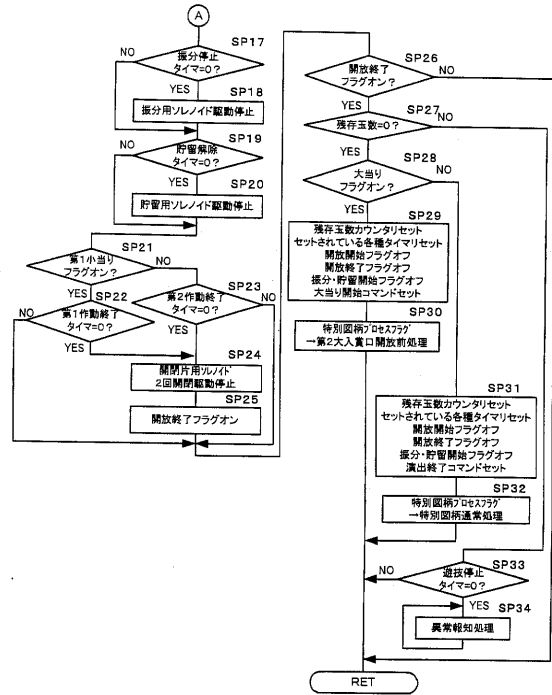 A
SP17
振分停止
タイマ=0?
NO
YES
SP18
振分用ソレノイド駆動停止
SP19
貯留解除
タイマ=0?
NO
YES
SP20
貯留用ソレノイド駆動停止
SP21
第1小当り
フラグオン?
NO
YES
SP22
第1作動終了
タイマ=0?
NO
YES
SP23
第2作動終了
タイマ=0?
NO
YES
SP24
開閉片用ソレノイド
2回開閉駆動停止
SP25
開放終了フラグオン
SP26
開放終了
フラグオン?
NO
YES
SP27
残存玉数=0?
NO
YES
SP28
大当り
フラグオン?
NO
YES
SP29
残存玉数カウンタリセット
セットされている各種タイマリセット
開放開始フラグオフ
開放終了フラグオフ
振分・貯留開始フラグオフ
大当り開始コマンドセット
SP30
特別図柄プロセスフラグ
→第2大入賞口開放前処理
SP31
残存玉数カウンタリセット
セットされている各種タイマリセット
開放開始フラグオフ
開放終了フラグオフ
振分・貯留開始フラグオフ
演出終了コマンドセット
SP32
特別図柄プロセスフラグ
→特別図柄通常処理
SP33
遊技停止
タイマ=0?
NO
YES
SP34
異常報知処理
RET